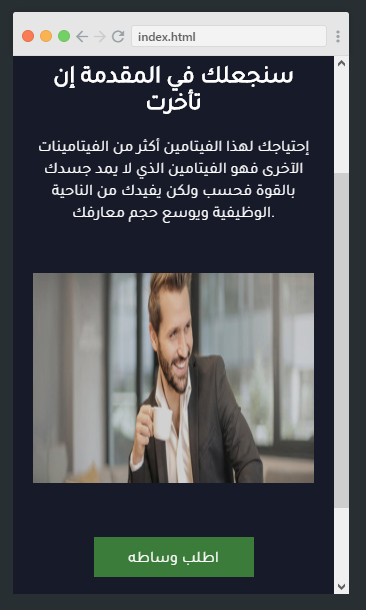 index.html
سنجعلك في المقدمة إن
تأخرت
إحتياجك لهذا الفيتامين أكثر من الفيتامينات
الآخرى فهو الفيتامين الذي لا يمد جسدك
بالقوة فحسب ولكن يفيدك من الناحية
الوظيفية ويوسع حجم معارفك.
اطلب وساطه